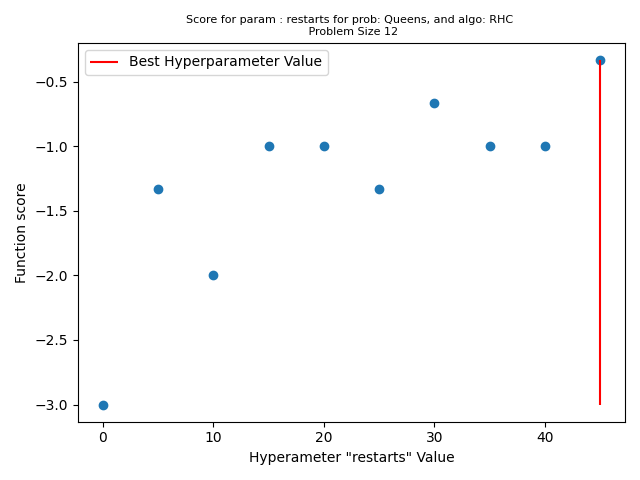 Score for param : restarts for prob: Queens, and algo: RHC
Problem Size 12
Best Hyperparameter Value
Function score
−0.5
−1.0
−1.5
−2.0
−2.5
−3.0
0 10 20 30 40
Hyperameter "restarts" Value